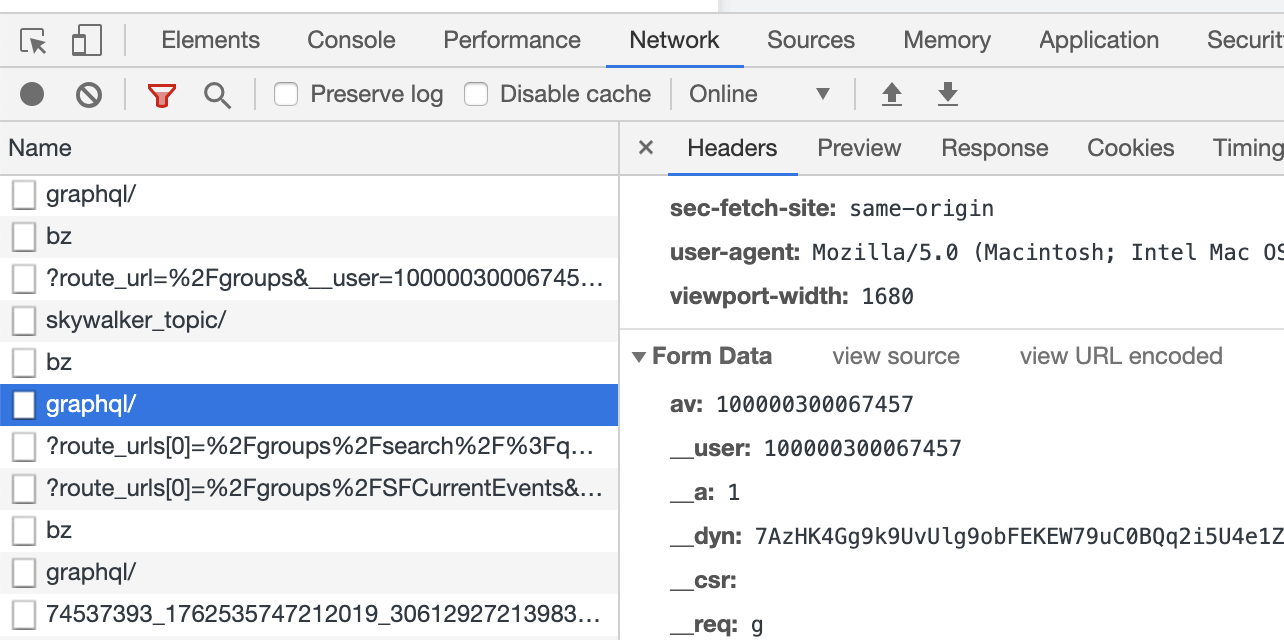 Elements Console Performance Network Sources Memory Application Securit
Preserve log Disable cache Online
Name
Headers Preview Response Cookies Timing
graphql/
bz
?route_url=%2Fgroups&__user=10000030006745...
skywalker_topic/
bz
graphql/
?route_urls[0]=%2Fgroups%2Fsearch%2F%3Fq...
?route_urls[0]=%2Fgroups%2FSFCurrentEvents&...
bz
graphql/
74537393_1762535747212019_30612927213983...
sec-fetch-site: same-origin
user-agent: Mozilla/5.0 (Macintosh; Intel Mac OS
viewport-width: 1680
Form Data view source view URL encoded
av: 100000300067457
__user: 100000300067457
__a: 1
__dyn: 7AzHK4Gg9k9UvUlg9obFEKEW79uC0BQq2i5U4e1Z
__csr:
__req: g